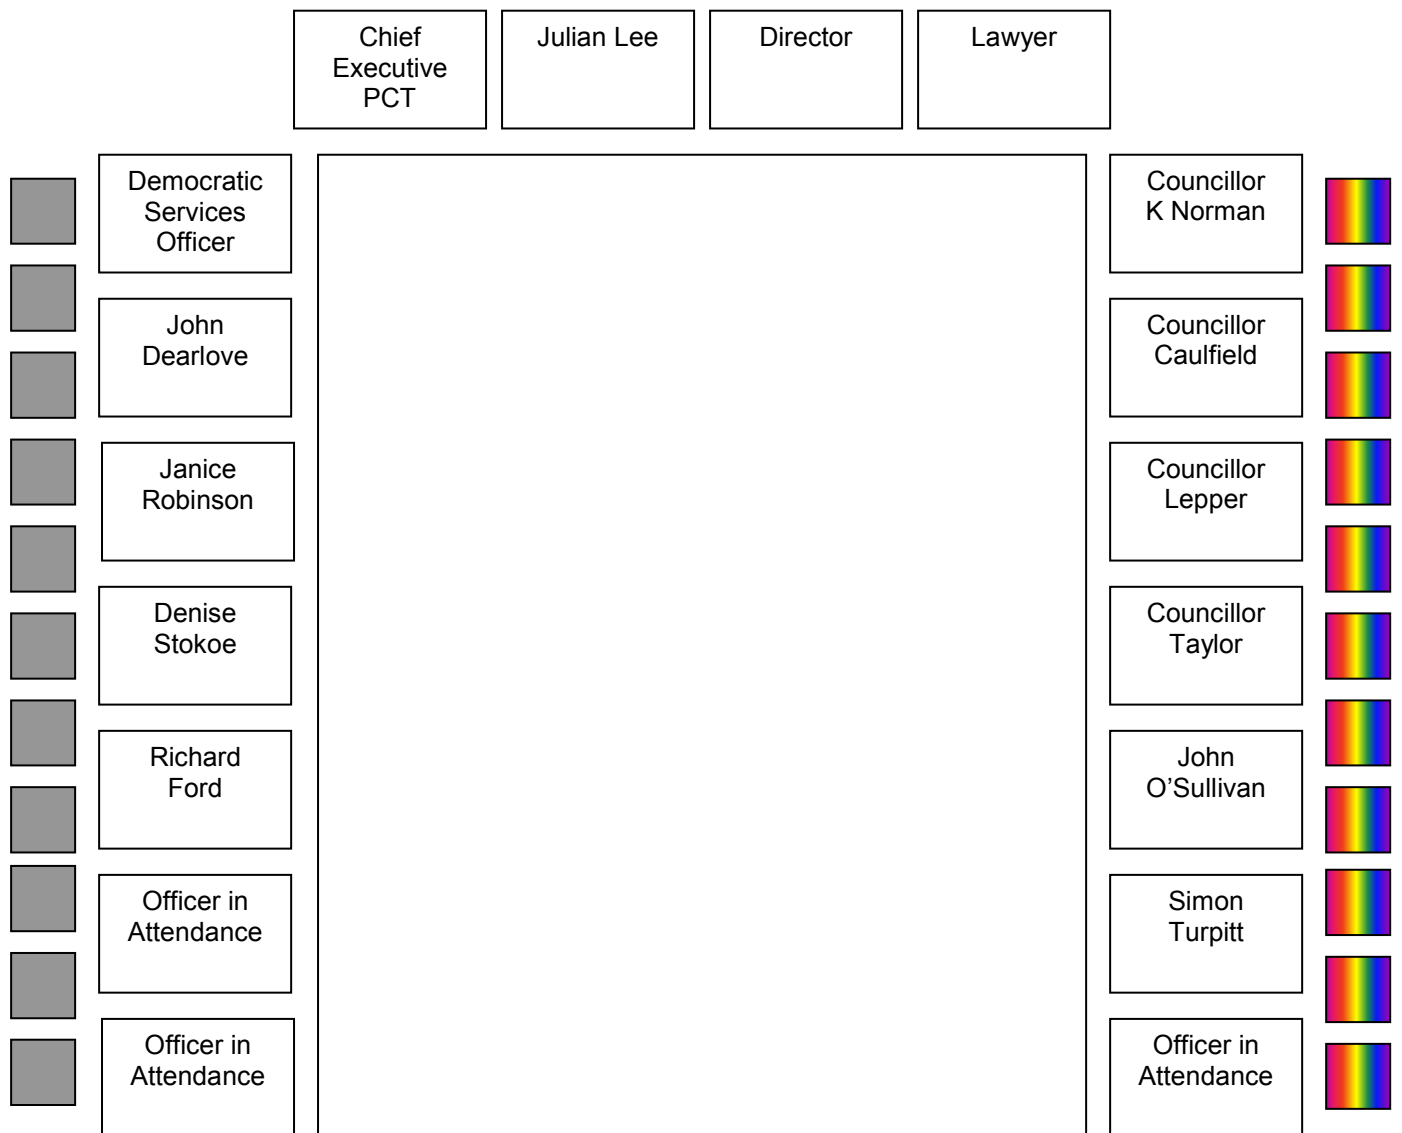 Chief
Executive
PCT
Julian Lee
Director
Lawyer
Democratic
Services
Officer
Councillor
K Norman
John
Dearlove
Councillor
Caulfield
Janice
Robinson
Councillor
Lepper
Denise
Stokoe
Councillor
Taylor
Richard
Ford
John
O’Sullivan
Officer in
Attendance
Simon
Turpitt
Officer in
Attendance
Officer in
Attendance